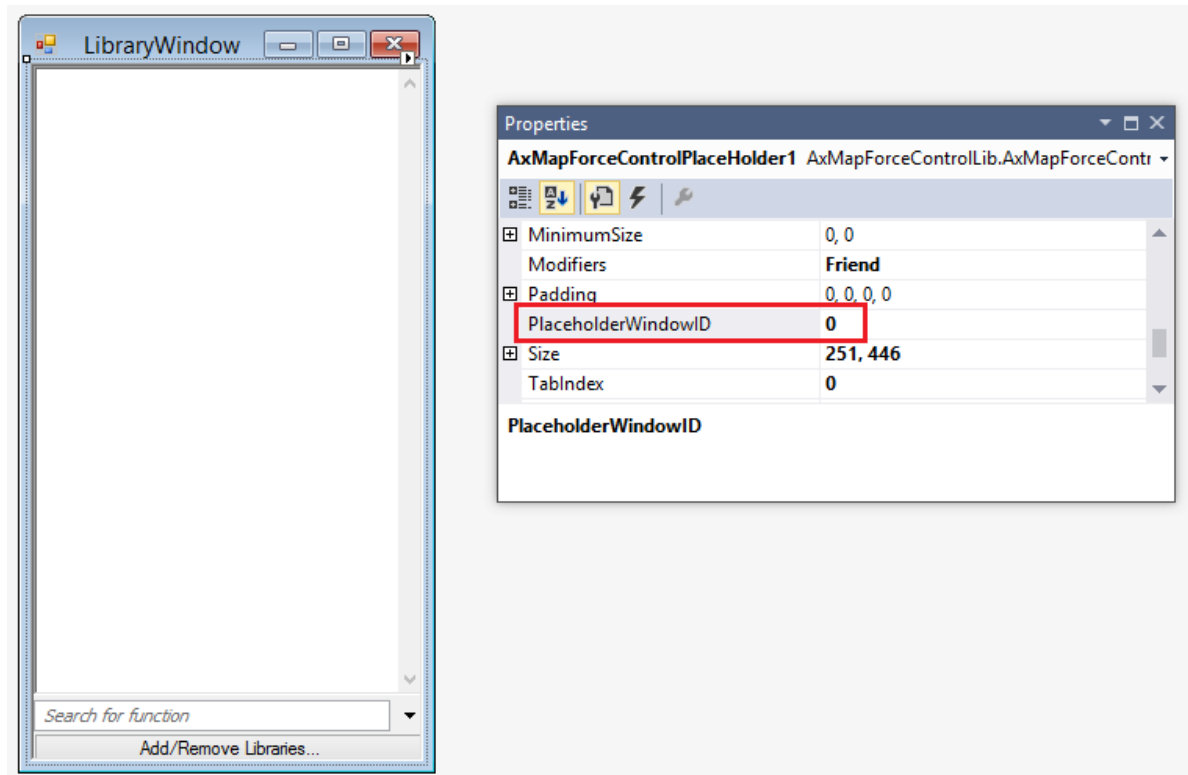 LibraryWindow
Search for function
Add/Remove Libraries...
Properties
AxMapForceControlPlaceHolder1 AxMapForceControlLib.AxMapForceContr
MinimumSize 0, 0
Modifiers Friend
Padding 0, 0, 0, 0
PlaceholderWindowID 0
Size 251, 446
TabIndex 0
PlaceholderWindowID